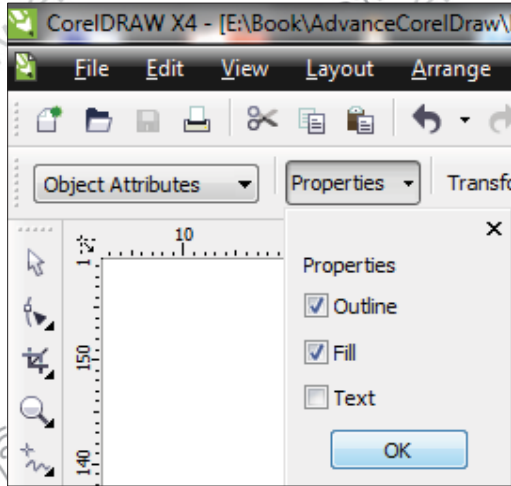 CorelDRAW X4 - [E:\Book\AdvanceCorelDraw\
File Edit View Layout Arrange
Object Attributes Properties Transfo
10
Properties
Outline
150
Fill
Text
OK
140